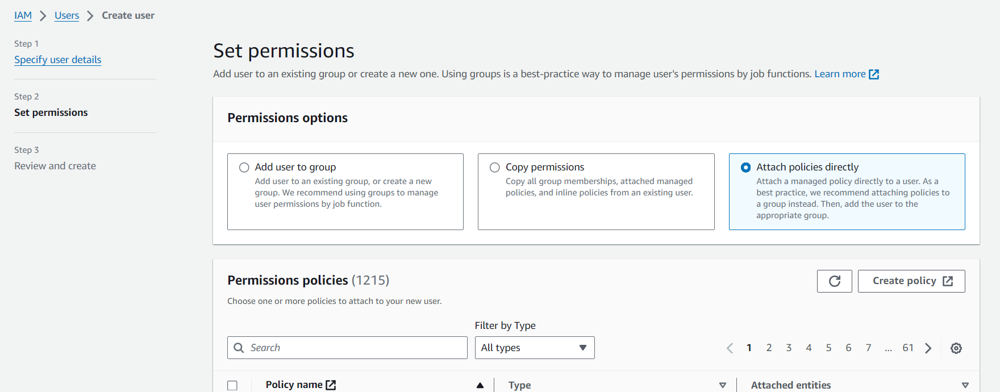 IAM > Users > Create user
Step 1
Specify user details
Step 2
Set permissions
Step 3
Review and create
Set permissions
Add user to an existing group or create a new one. Using groups is a best-practice way to manage user's permissions by job functions. Learn more
Permissions options
Add user to group
Add user to an existing group, or create a new
group. We recommend using groups to manage
user permissions by job function.
Copy permissions
Copy all group memberships, attached managed
policies, and inline policies from an existing user.
Attach policies directly
Attach a managed policy directly to a user. As a
best practice, we recommend attaching policies to
a group instead. Then, add the user to the
appropriate group.
Permissions policies (1215)
Create policy
Choose one or more policies to attach to your new user.
Filter by Type
Search
All types
1 2 3 4 5 6 7 ... 61
Policy name Type Attached entities